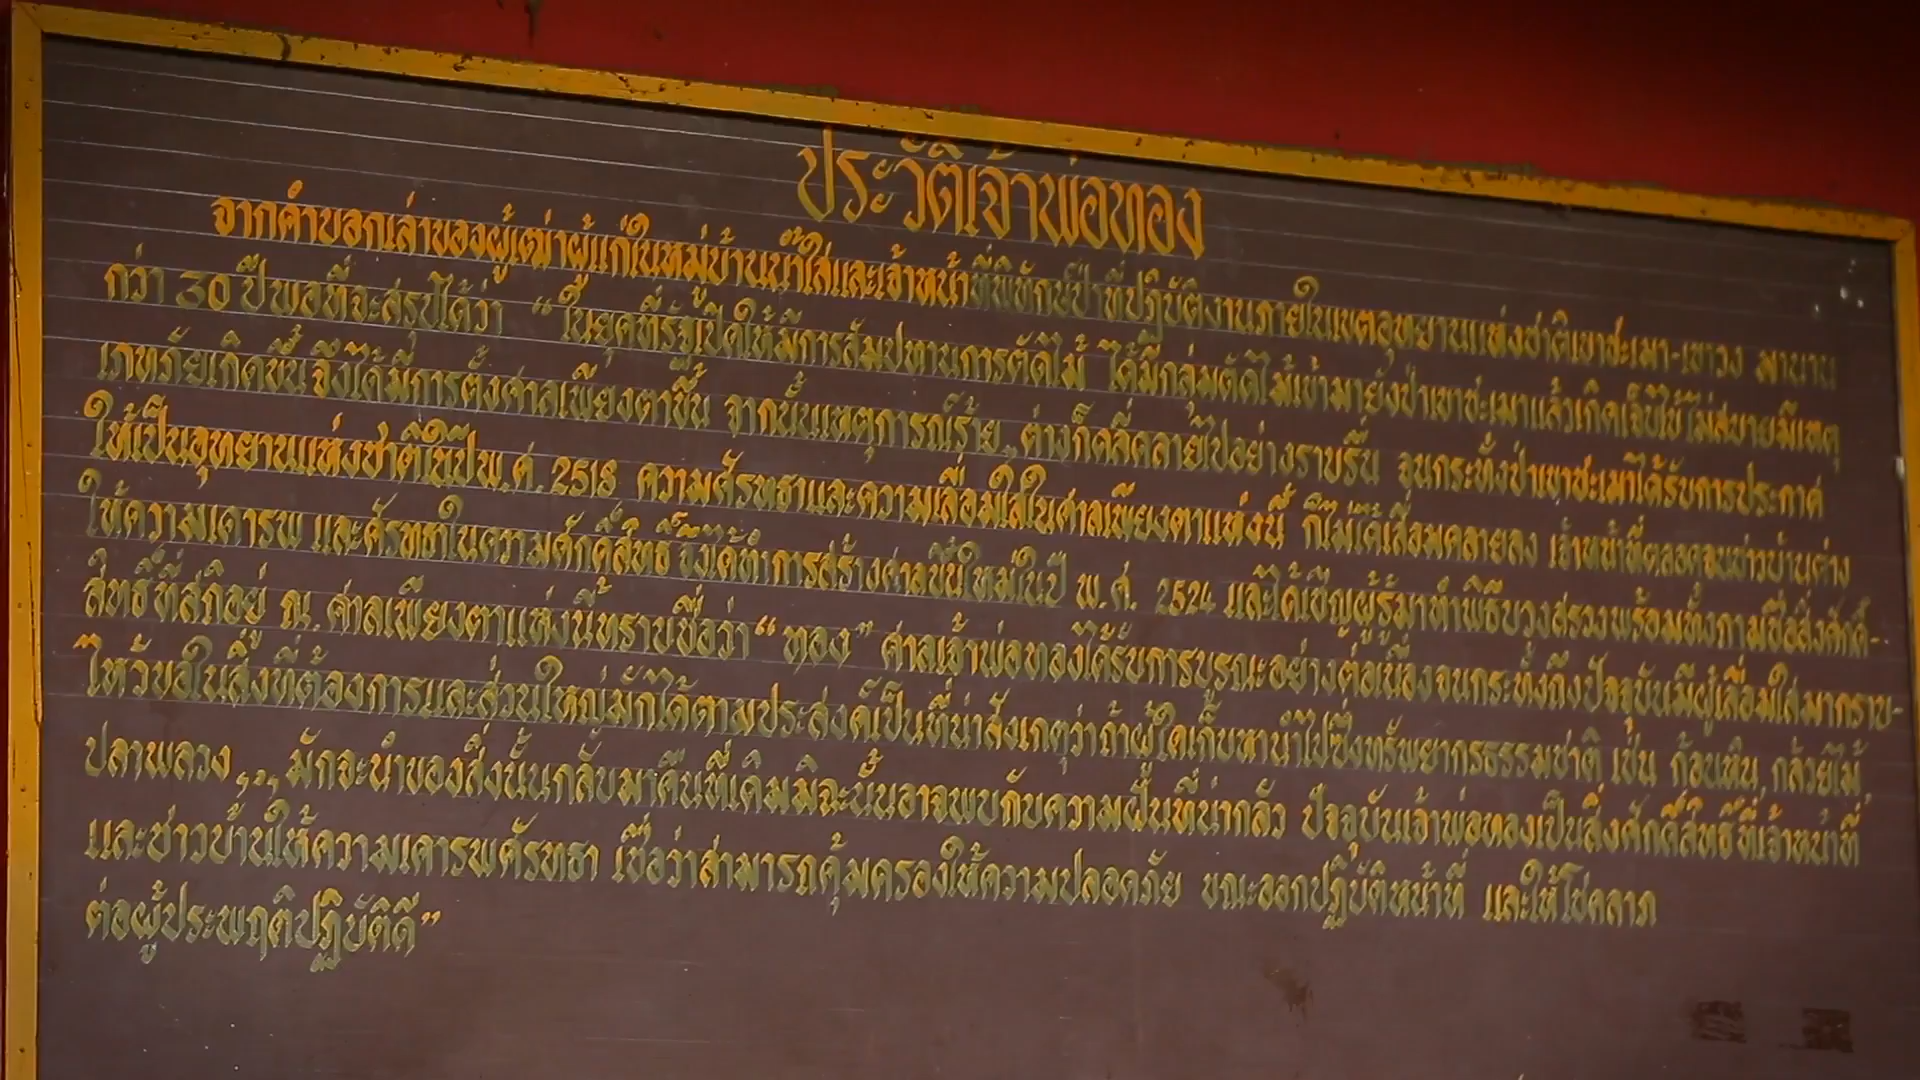 ประวัติเจ้าพ่อทอง
จากคำบอกเล่าของผู้เฒ่าผู้แก่ในหมู่บ้านน้ำใสและเจ้าหน้าที่พิทักษ์ป่าที่ปฏิบัติงานภายในเขตอุทยานแห่งชาติเขาชะเมา-เขาวง มานาน
กว่า 30 ปีพอที่จะสรุปได้ว่า “ในยุคที่รัฐเปิดให้มีการสัมปทานการตัดไม้ ได้มีกลุ่มตัดไม้เข้ามายังป่าเขาชะเมาแล้วเกิดเจ็บไข้ไม่สบายมีเหตุ
เภทภัยเกิดขึ้นจึงได้มีการตั้งศาลเพียงตาขึ้น จากนั้นเหตุการณ์ร้าย ต่างก็คลี่คลายไปอย่างราบรื่น จนกระทั่งป่าเขาชะเมาได้รับการประกาศ
ให้เป็นอุทยานแห่งชาติในปีพ.ศ. 2518 ความศรัทธาและความเลื่อมใสในศาลเพียงตาแห่งนี้ ก็ไม่ได้เสื่อมคลายลง เจ้าหน้าที่ตลอดจนชาวบ้านต่าง
ให้ความเคารพ และศรัทธาในความศักดิ์สิทธิ์ จึงได้ทำการสร้างศาลขึ้นใหม่ในปี พ.ศ. 2524 และได้เชิญผู้รู้มาทำพิธีบวงสรวงพร้อมทั้งถามชื่อสิ่งศักดิ์-
สิทธิ์ที่สถิอยู่ ณ. ศาลเพียงตาแห่งนี้ทราบชื่อว่า “ทอง” ศาลเจ้าพ่อทองได้รับการบูรณะอย่างต่อเนื่องจนกระทั่งถึงปัจจุบันมีผู้เลื่อมใสมากราบ-
ไหว้ขอในสิ่งที่ต้องการและส่วนใหญ่มักได้ตามประสงค์เป็นที่น่าสังเกตุว่าถ้าผู้ใดเก็บหานำไปซึ่งทรัพยากรธรรมชาติ เช่น ก้อนหิน, กล้วยไม้,
ปลาพลวง,.., มักจะนำของสิ่งนั้นกลับมาคืนที่เดิมมิฉะนั้นอาจพบกับความฝันที่น่ากลัว ปัจจุบันเจ้าพ่อทองเป็นสิ่งศักดิ์สิทธิ์ที่เจ้าหน้าที่
และชาวบ้านให้ความเคารพศรัทธา เชื่อว่าสามารถคุ้มครองให้ความปลอดภัย ขณะออกปฏิบัติหน้าที่ และให้โชคลาภ
ต่อผู้ประพฤติปฏิบัติดี”